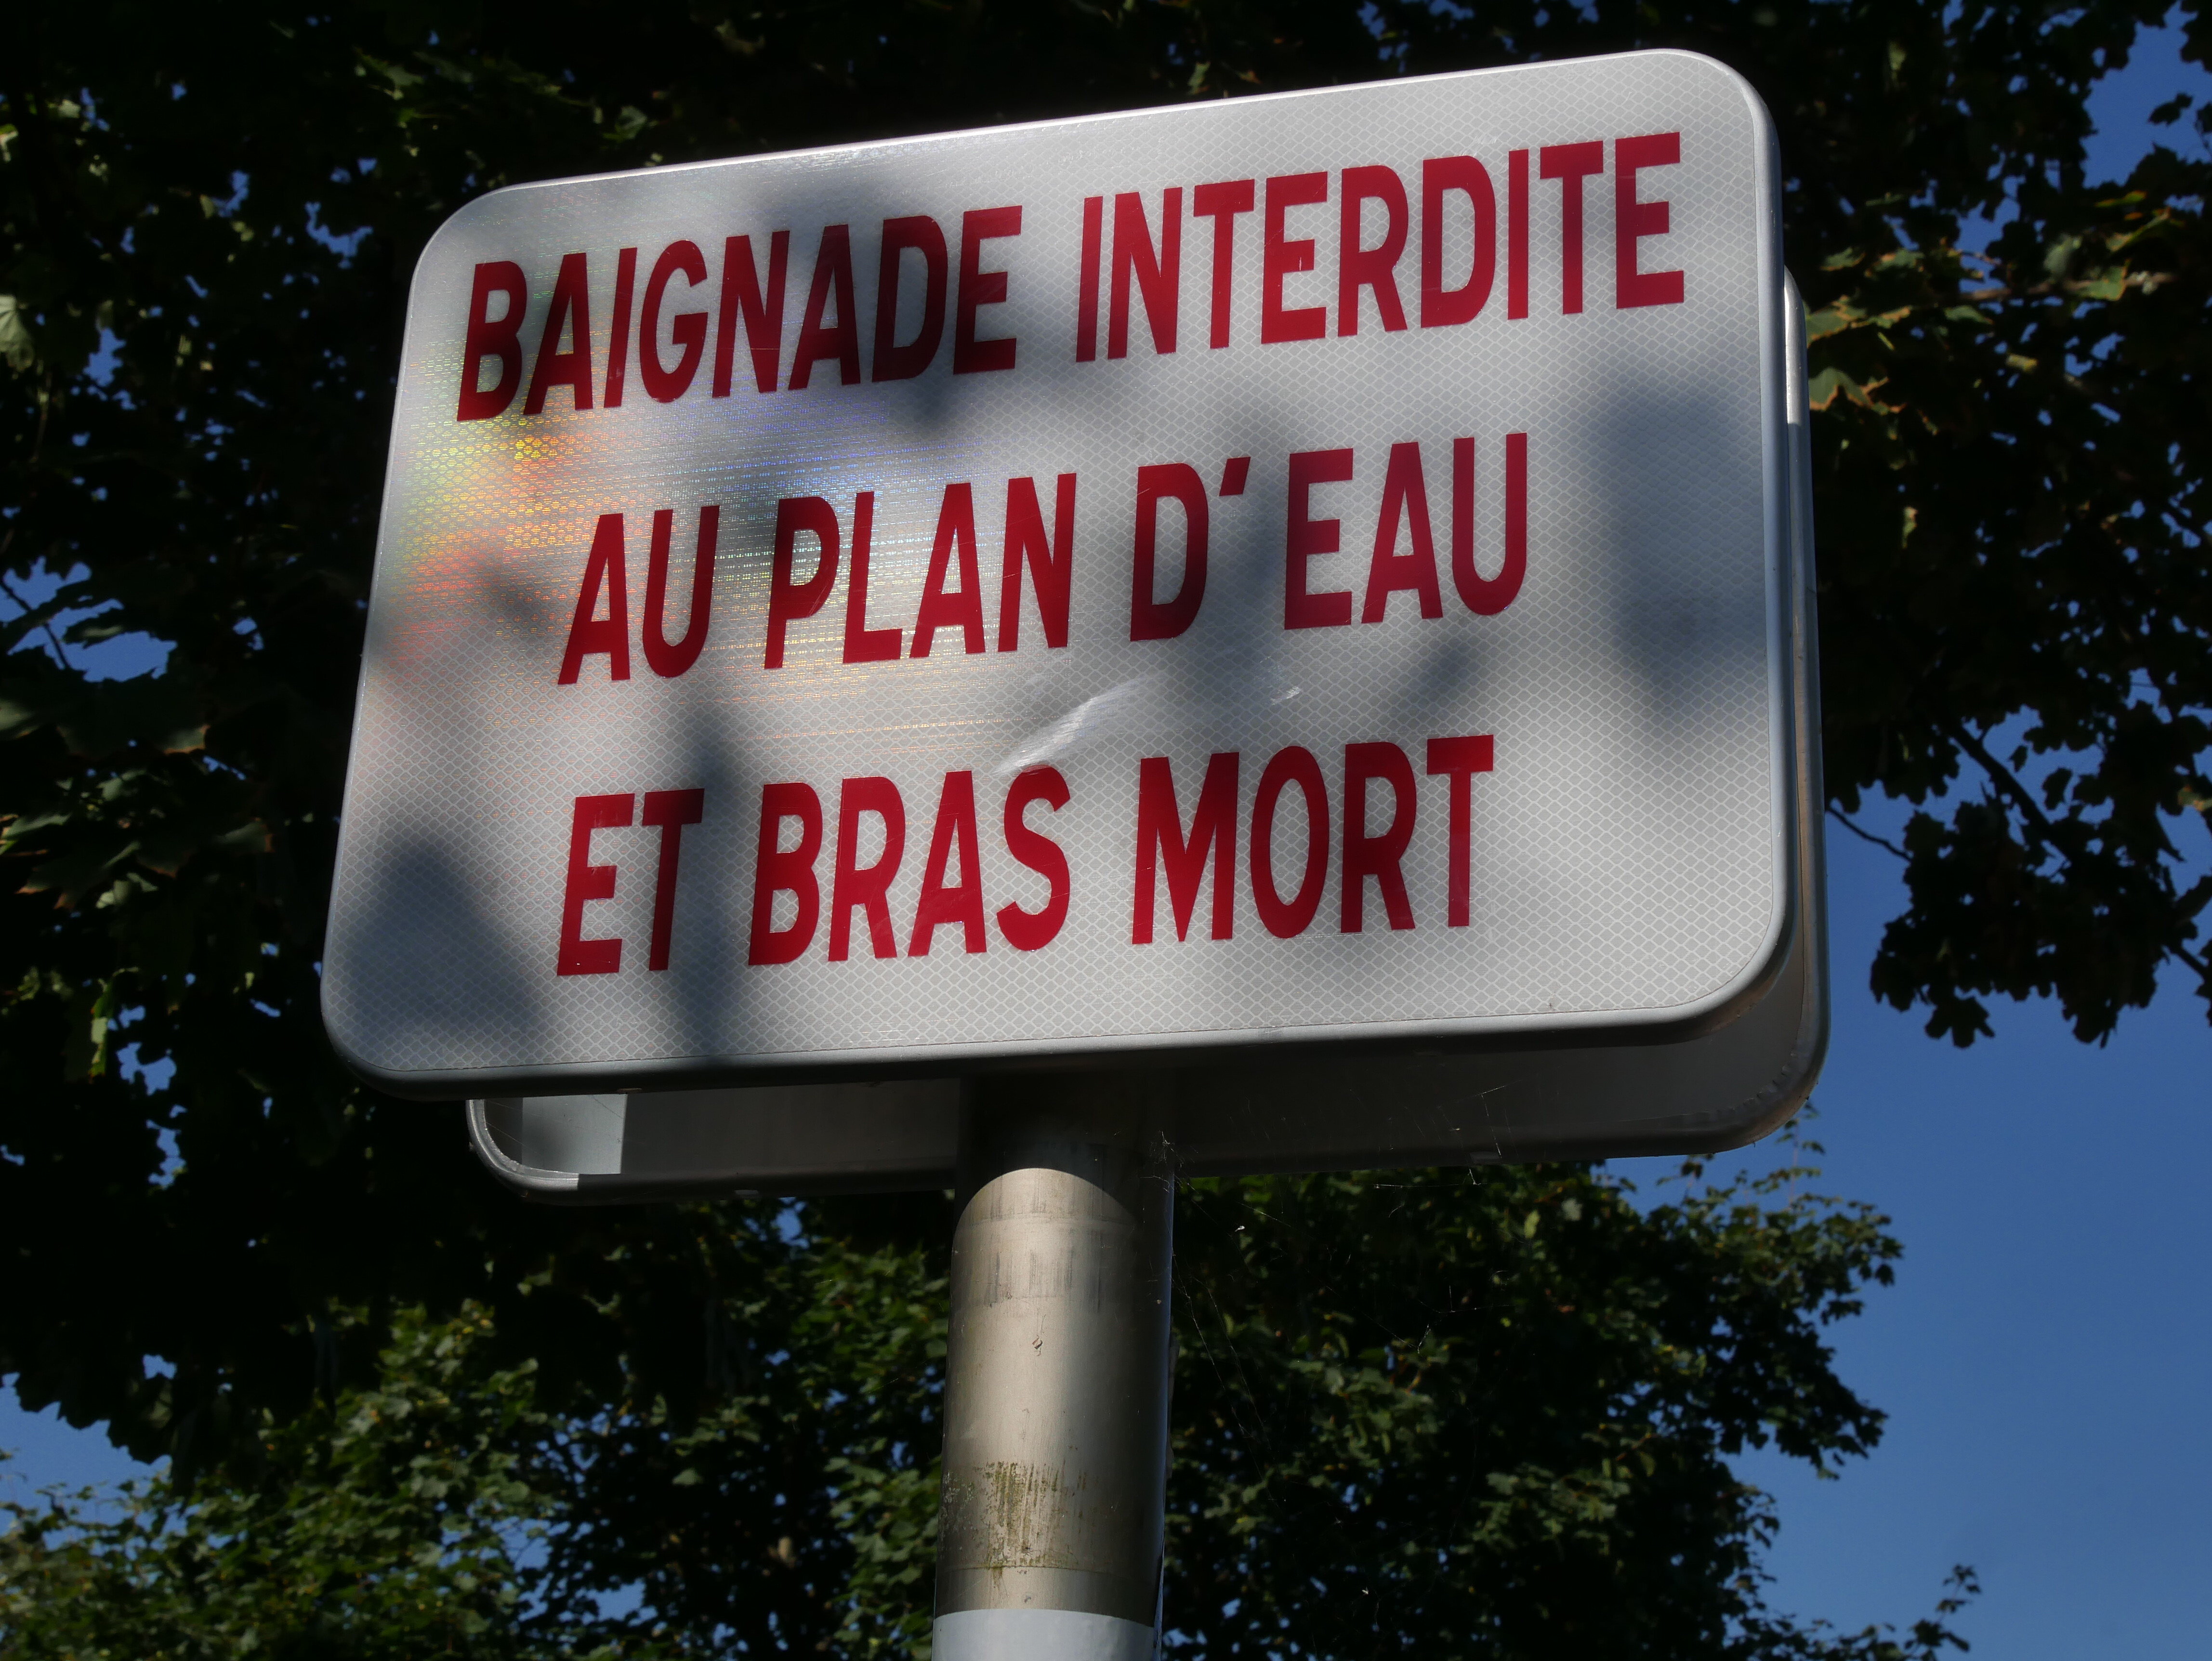 BAIGNADE INTERDITE
AU PLAN D'EAU
ET BRAS MORT